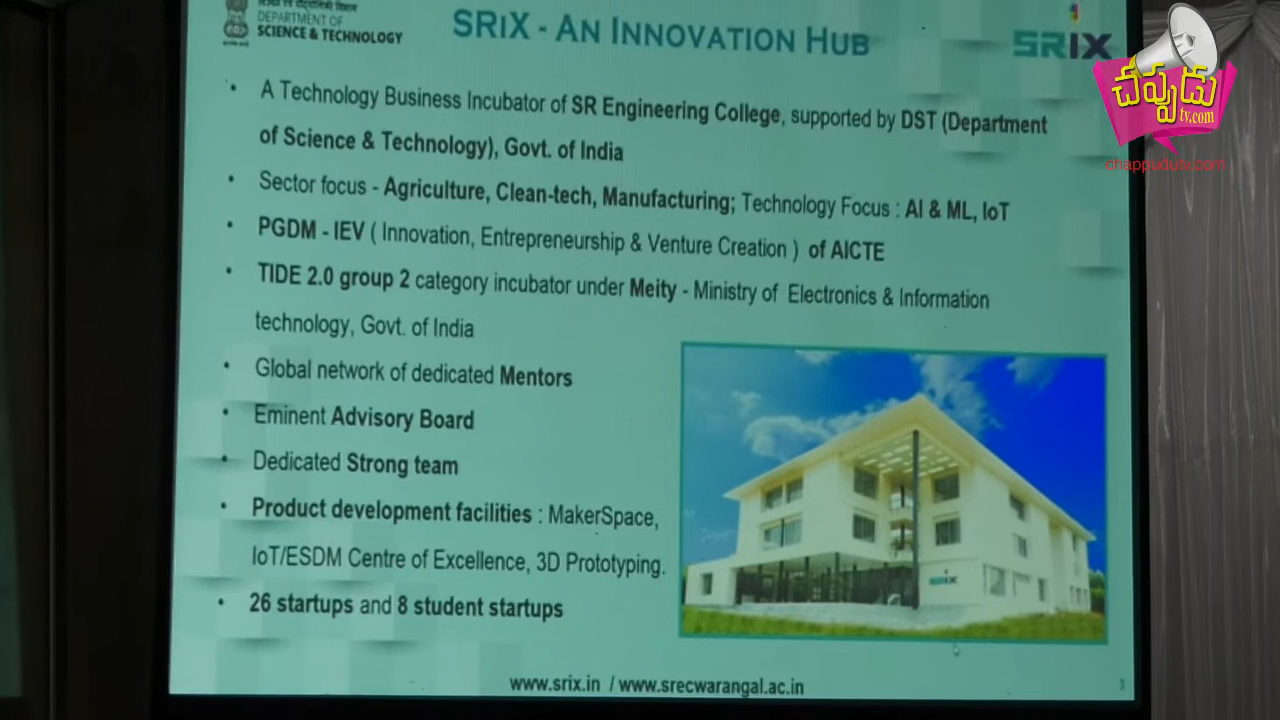 विज्ञान एवं प्रौद्योगिकी विभाग
DEPARTMENT OF
SCIENCE & TECHNOLOGY
SRIX - AN INNOVATION HUB
SRIX
చప్పుడు
tv.com
chappudutv.com
• A Technology Business Incubator of SR Engineering College, supported by DST (Department
of Science & Technology), Govt. of India
• Sector focus - Agriculture, Clean-tech, Manufacturing; Technology Focus : AI & ML, IoT
• PGDM - IEV ( Innovation, Entrepreneurship & Venture Creation ) of AICTE
• TIDE 2.0 group 2 category incubator under Meity - Ministry of Electronics & Information
technology, Govt. of India
• Global network of dedicated Mentors
• Eminent Advisory Board
• Dedicated Strong team
• Product development facilities : MakerSpace,
IoT/ESDM Centre of Excellence, 3D Prototyping.
• 26 startups and 8 student startups
SRIX
www.srix.in / www.srecwarangal.ac.in
3